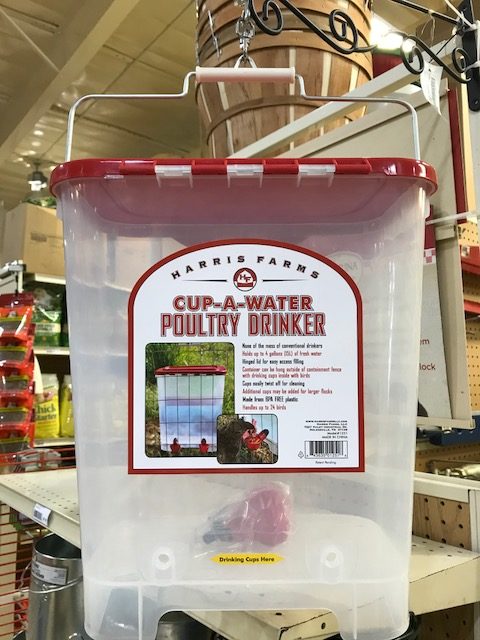 HARRIS FARMS
HF
CUP-A-WATER
POULTRY DRINKER
None of the mess of conventional drinkers
Holds up to 4 gallons (15L) of fresh water
Hinged lid for easy access filling
Container can be hung outside of containment fence
with drinking cups inside with birds
Cups easily twist off for cleaning
Additional cups may be added for larger flocks
Made from BPA FREE plastic
Handles up to 24 birds
MADE IN CHINA
Patent Pending
Drinking Cups Here
Chick